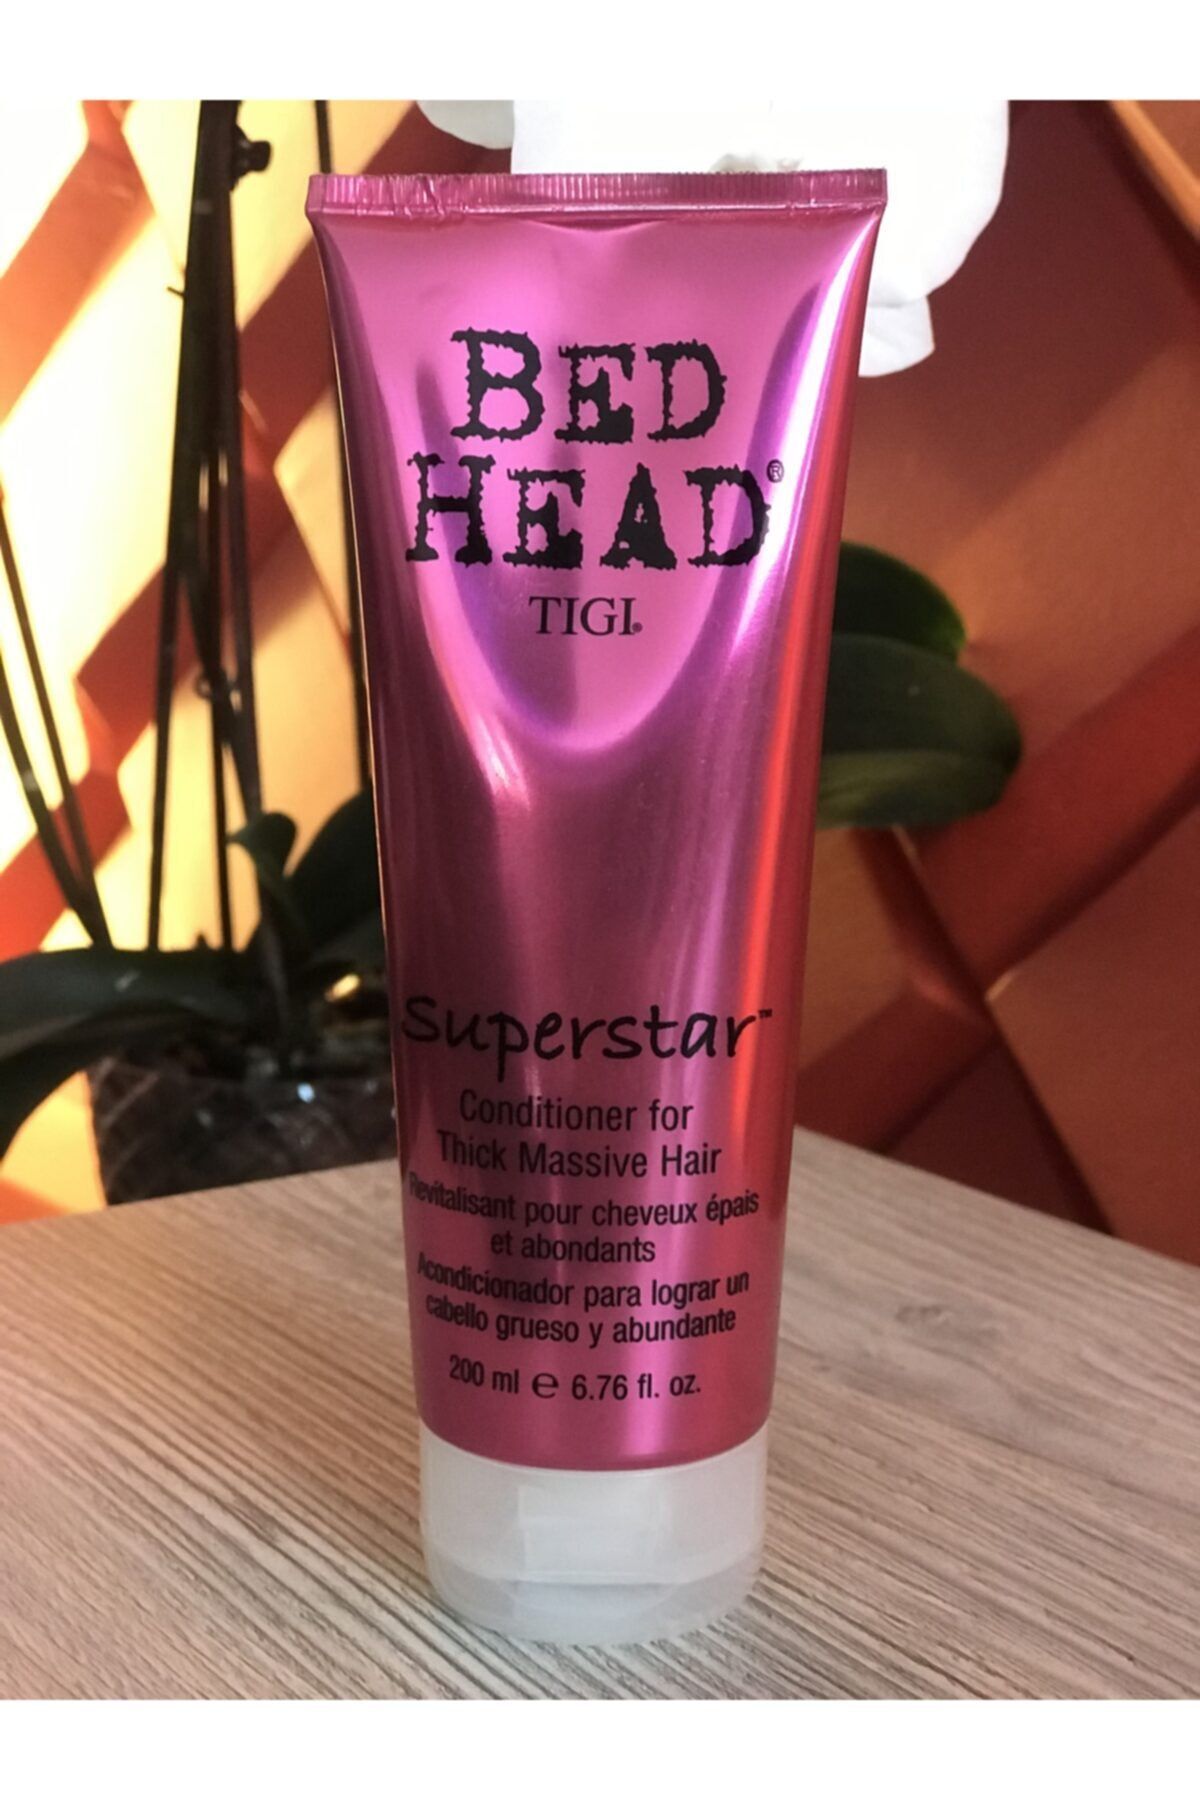 BED
HEAD®
TIGI®
Superstar™
Conditioner for
Thick Massive Hair
Revitalisant pour cheveux épais
et abondants
Acondicionador para lograr un
cabello grueso y abundante
200 ml ℮ 6.76 fl. oz.